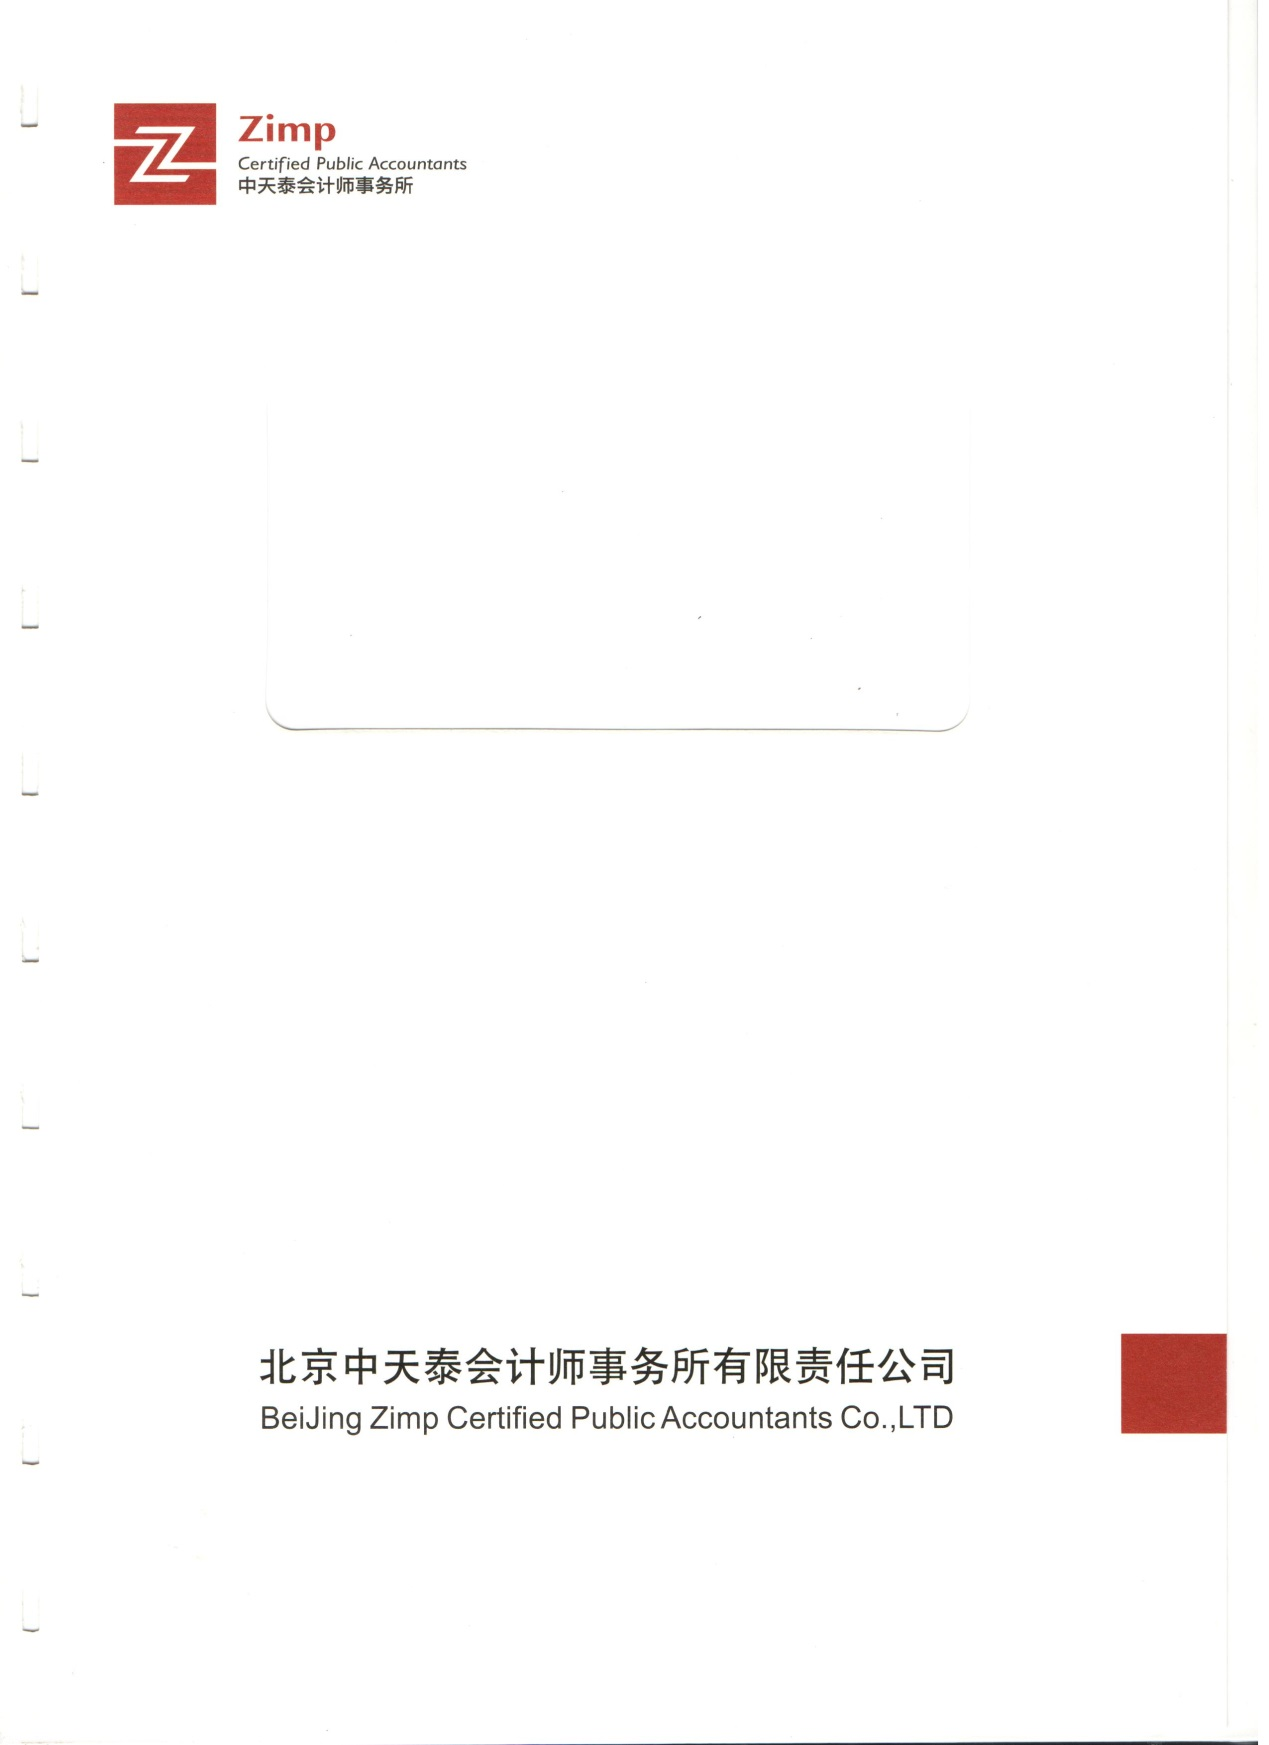 Zimp
Certified Public Accountants
中天泰会计师事务所
北京中天泰会计师事务所有限责任公司
BeiJing Zimp Certified Public Accountants Co.,LTD